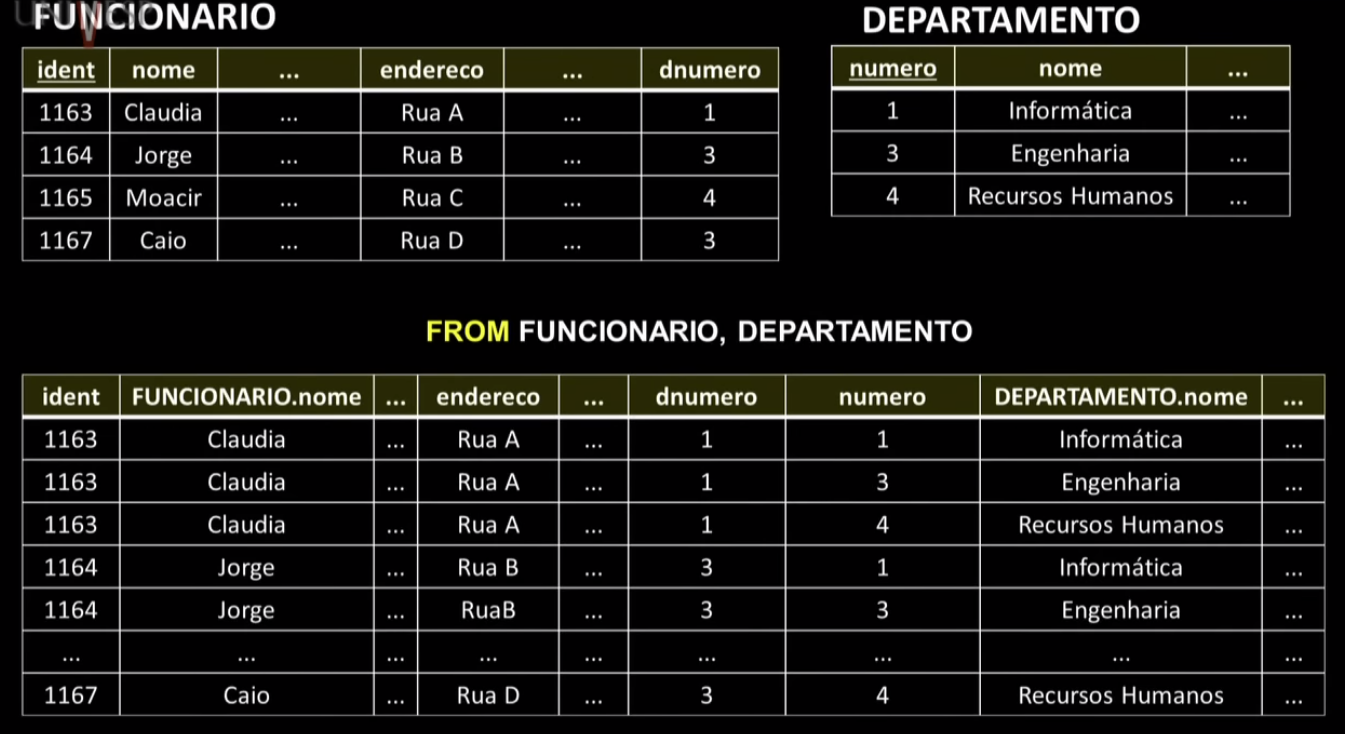 FUNCIONARIO
ident nome ... endereco ... dnumero
1163 Claudia ... Rua A ... 1
1164 Jorge ... Rua B ... 3
1165 Moacir ... Rua C ... 4
1167 Caio ... Rua D ... 3
DEPARTAMENTO
numero nome ...
1 Informática ...
3 Engenharia ...
4 Recursos Humanos ...
FROM FUNCIONARIO, DEPARTAMENTO
ident FUNCIONARIO.nome ... endereco ... dnumero numero DEPARTAMENTO.nome ...
1163 Claudia ... Rua A ... 1 1 Informática ...
1163 Claudia ... Rua A ... 1 3 Engenharia ...
1163 Claudia ... Rua A ... 1 4 Recursos Humanos ...
1164 Jorge ... Rua B ... 3 1 Informática ...
1164 Jorge ... RuaB ... 3 3 Engenharia ...
... ... ... ... ... ... ... ... ...
1167 Caio ... Rua D ... 3 4 Recursos Humanos ...